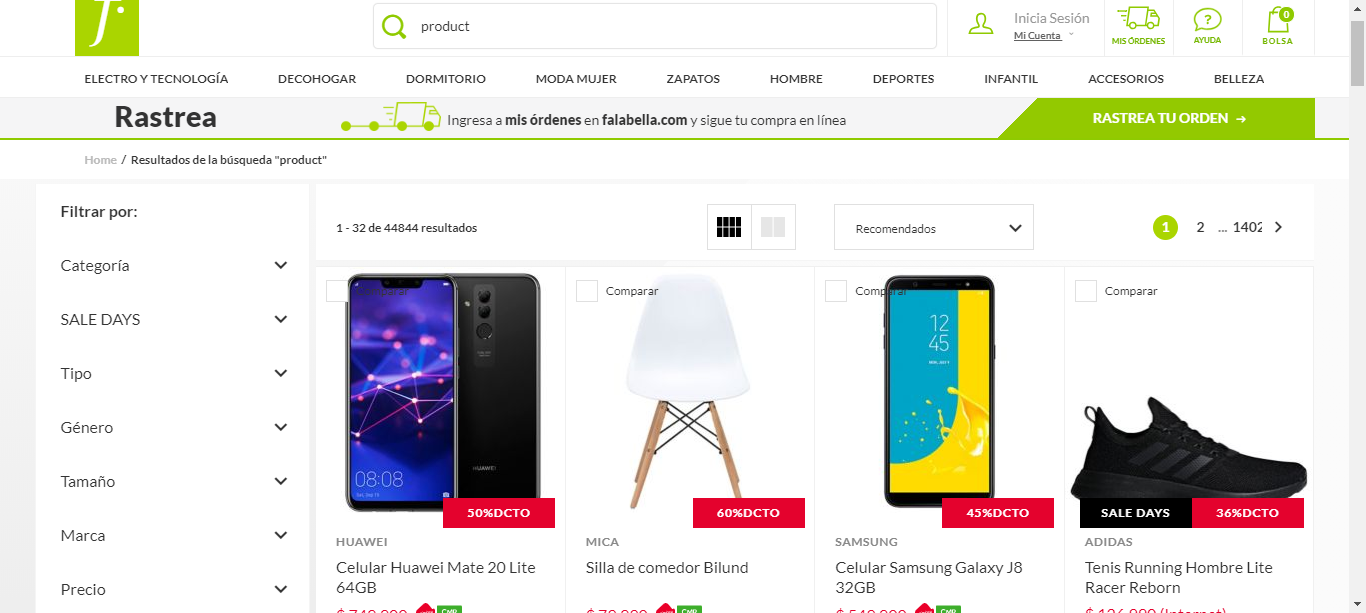 f.
product
Inicia Sesión
Mi Cuenta
MIS ÓRDENES
?
AYUDA
0
BOLSA
ELECTRO Y TECNOLOGÍA DECOHOGAR DORMITORIO MODA MUJER ZAPATOS HOMBRE DEPORTES INFANTIL ACCESORIOS BELLEZA
Rastrea
Ingresa a mis órdenes en falabella.com y sigue tu compra en línea
RASTREA TU ORDEN →
Home / Resultados de la búsqueda "product"
Filtrar por:
Categoría
SALE DAYS
Tipo
Género
Tamaño
Marca
Precio
1 - 32 de 44844 resultados
Recomendados
1 2 ... 1402
Comparar
08:08
HUAWEI
50%DCTO
HUAWEI
Celular Huawei Mate 20 Lite
64GB
Comparar
60%DCTO
MICA
Silla de comedor Bilund
Comparar
12
45
45%DCTO
SAMSUNG
Celular Samsung Galaxy J8
32GB
Comparar
SALE DAYS 36%DCTO
ADIDAS
Tenis Running Hombre Lite
Racer Reborn